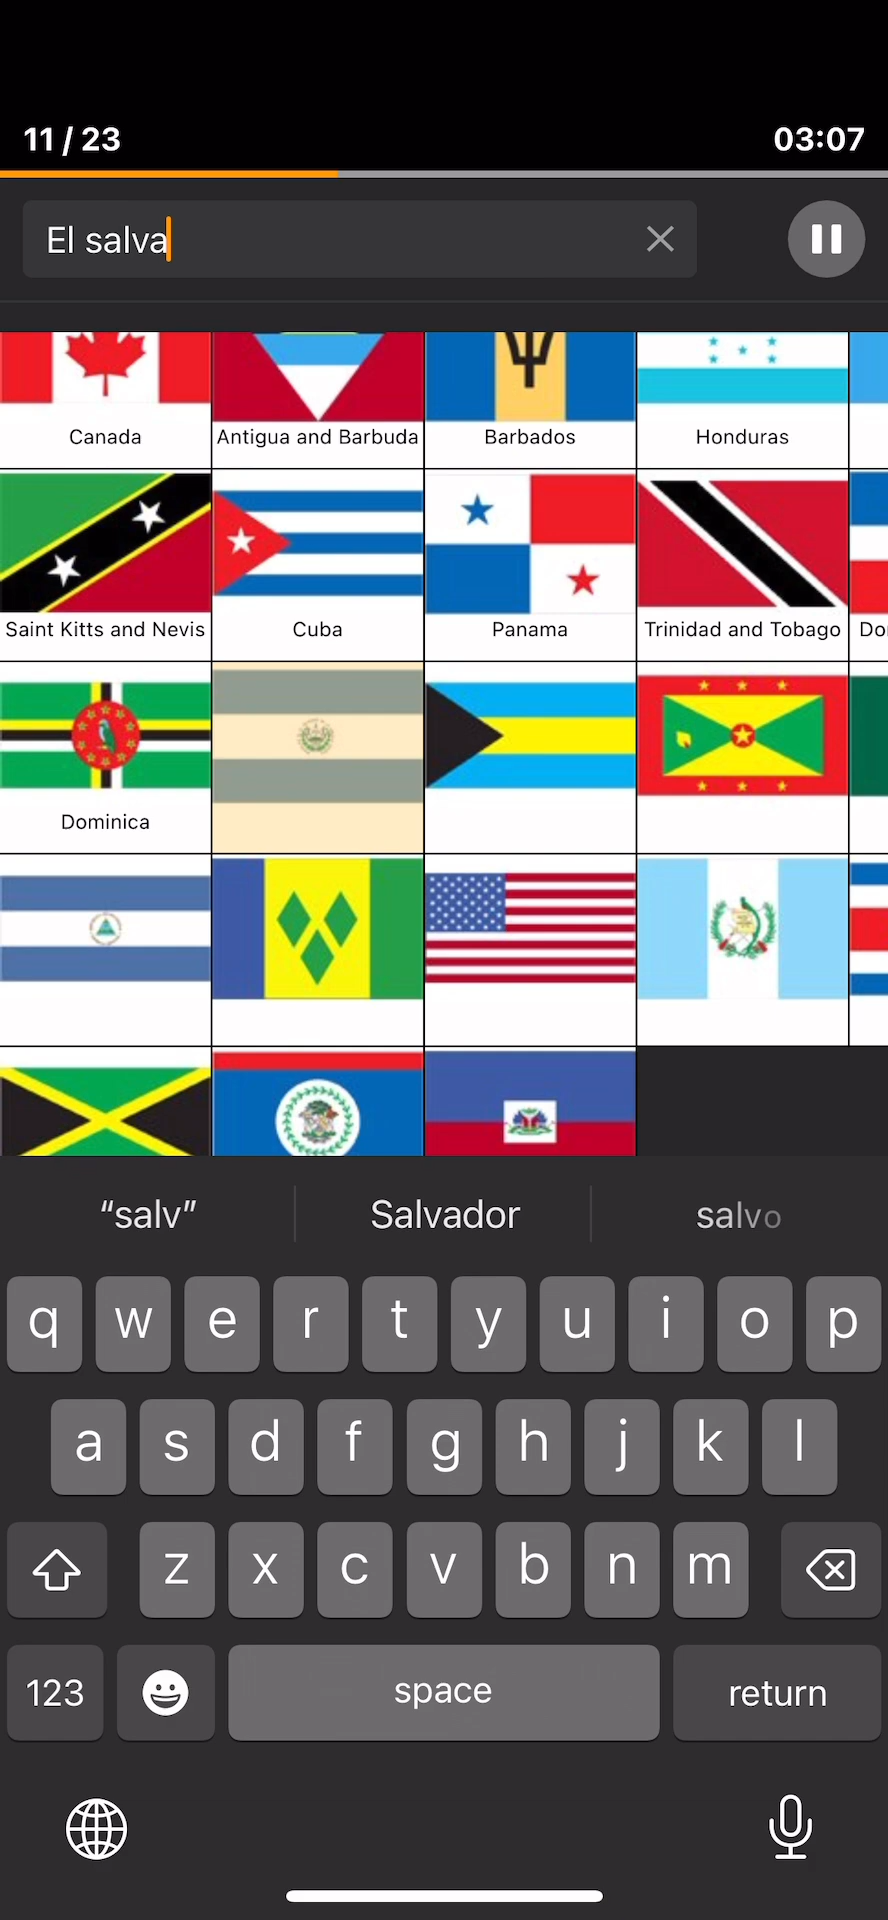 11 / 23
03:07
El salva
Canada
Antigua and Barbuda
Barbados
Honduras
Saint Kitts and Nevis
Cuba
Panama
Trinidad and Tobago
Do
Dominica
“salv”
Salvador
salvo
q w e r t y u i o p
a s d f g h j k l
z x c v b n m
123
space
return